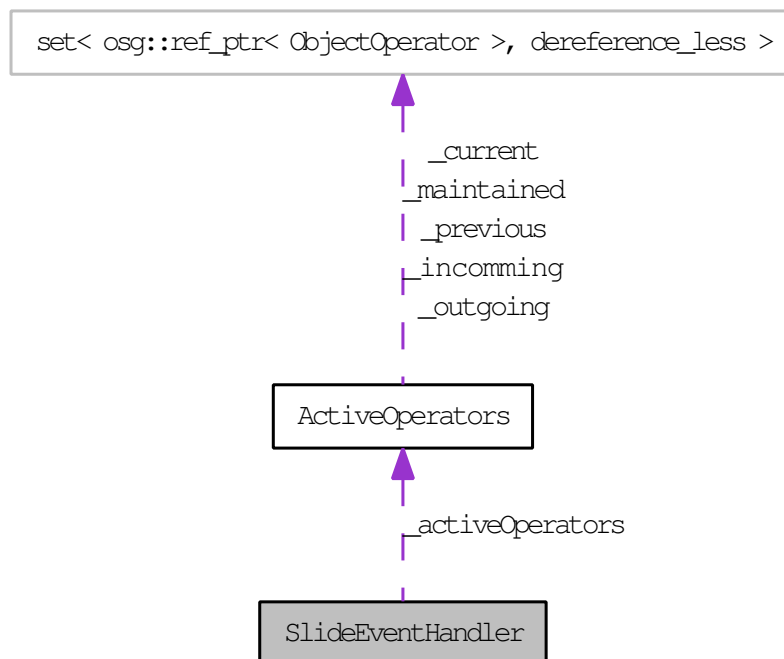 set< osg::ref_ptr< ObjectOperator >, dereference_less >
_current
_maintained
_previous
_incomming
_outgoing
ActiveOperators
_activeOperators
SlideEventHandler